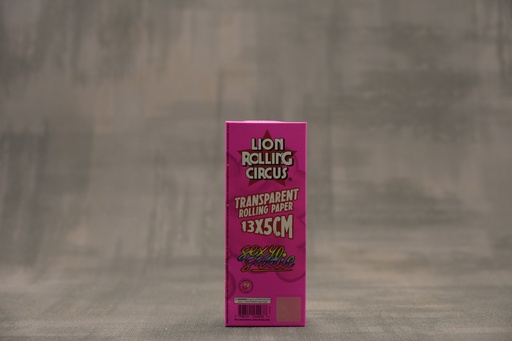 LION
ROLLING
CIRCUS
TRANSPARENT
ROLLING PAPER
13X5CM